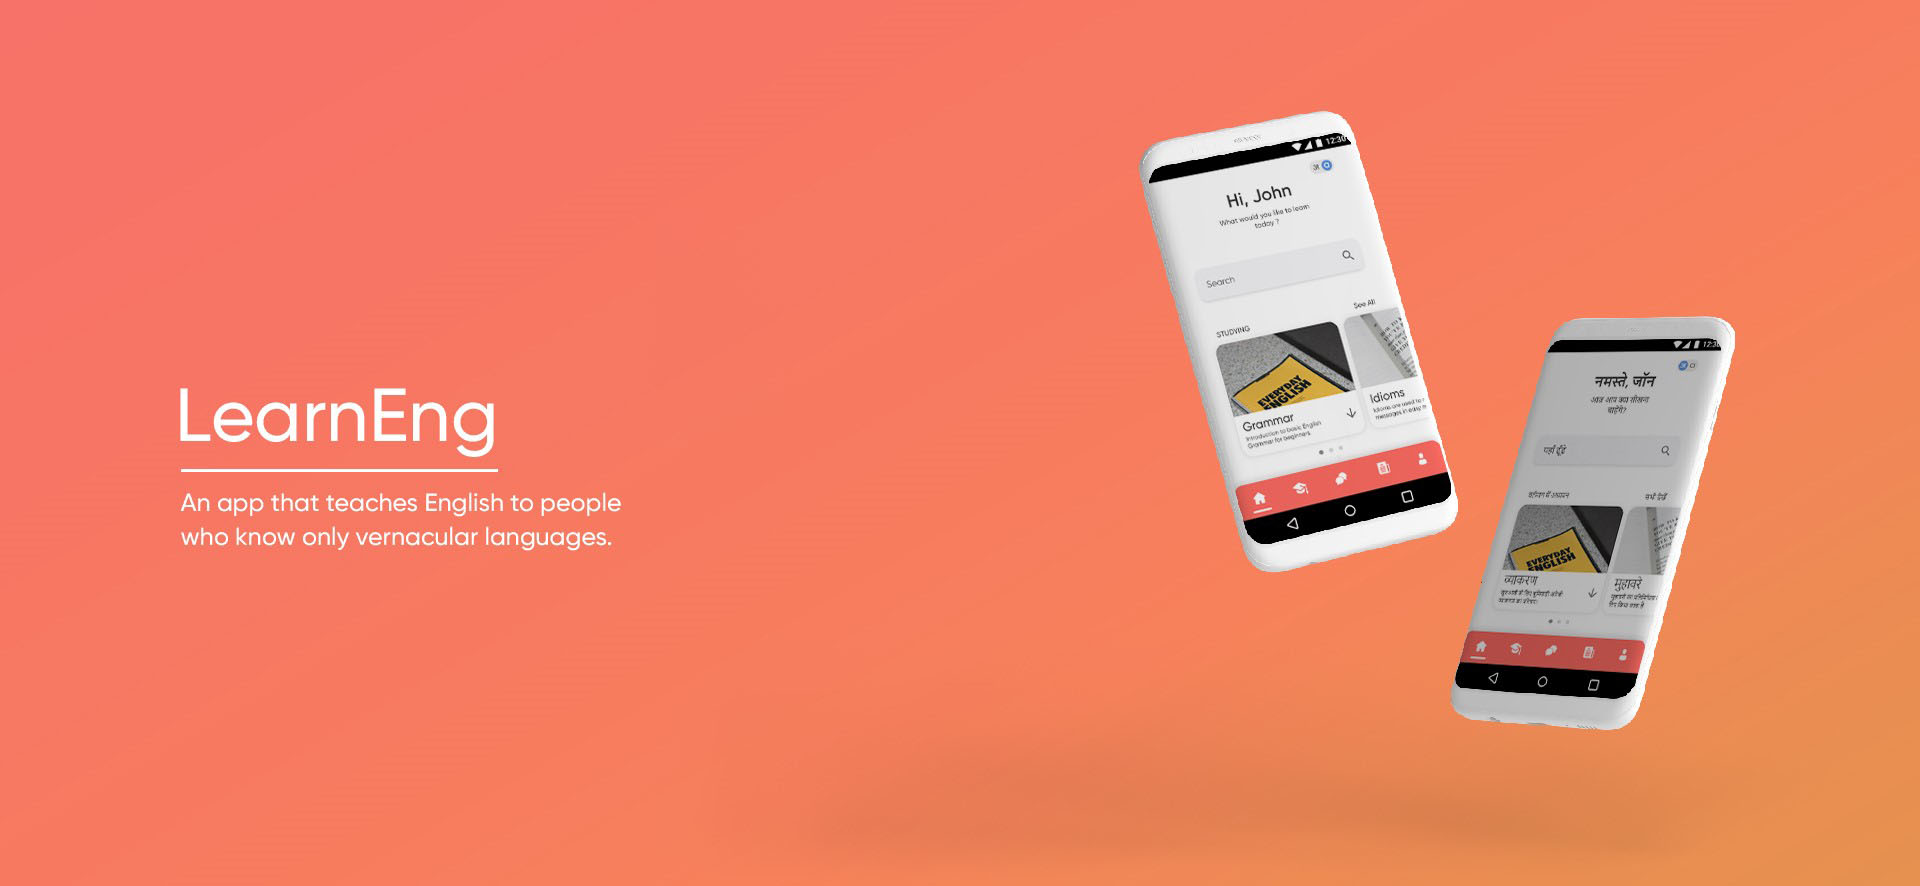 LearnEng
An app that teaches English to people
who know only vernacular languages.
12:30
अ
Hi, John
What would you like to learn
today ?
Search
See All
STUDYING
EVERYDAY
ENGLISH
Grammar
Introduction to basic English
Grammar for beginners
Idioms
Idioms are used to
messages in easy
12:30
अ
नमस्ते, जॉन
आज आप क्या सीखना
चाहेंगे?
यहाँ ढूँढ़े
वर्तमान में अध्ययन
सभी देखें
EVERYDAY
ENGLISH
व्याकरण
मुहावरे